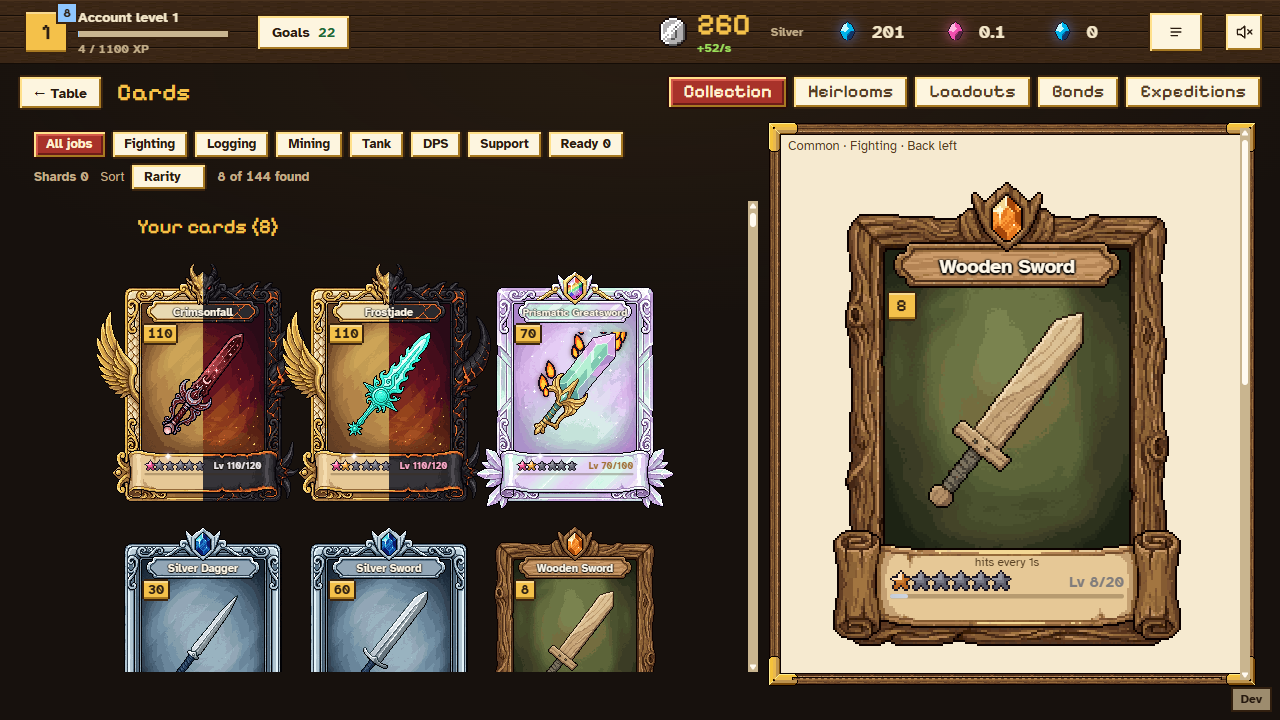 1
8
Account level 1
4 / 1100 XP
Goals 22
260
+52/s
Silver
201
0.1
0
← Table
Cards
Collection
Heirlooms
Loadouts
Bonds
Expeditions
All jobs
Fighting
Logging
Mining
Tank
DPS
Support
Ready 0
Shards 0
Sort
Rarity
8 of 144 found
Your cards (8)
Crimsonfall
110
Lv 110/120
Frostjade
110
Lv 110/120
Prismatic Greatsword
70
Lv 70/100
Silver Dagger
30
Silver Sword
60
Wooden Sword
8
Common · Fighting · Back left
Wooden Sword
8
hits every 1s
Lv 8/20
Dev